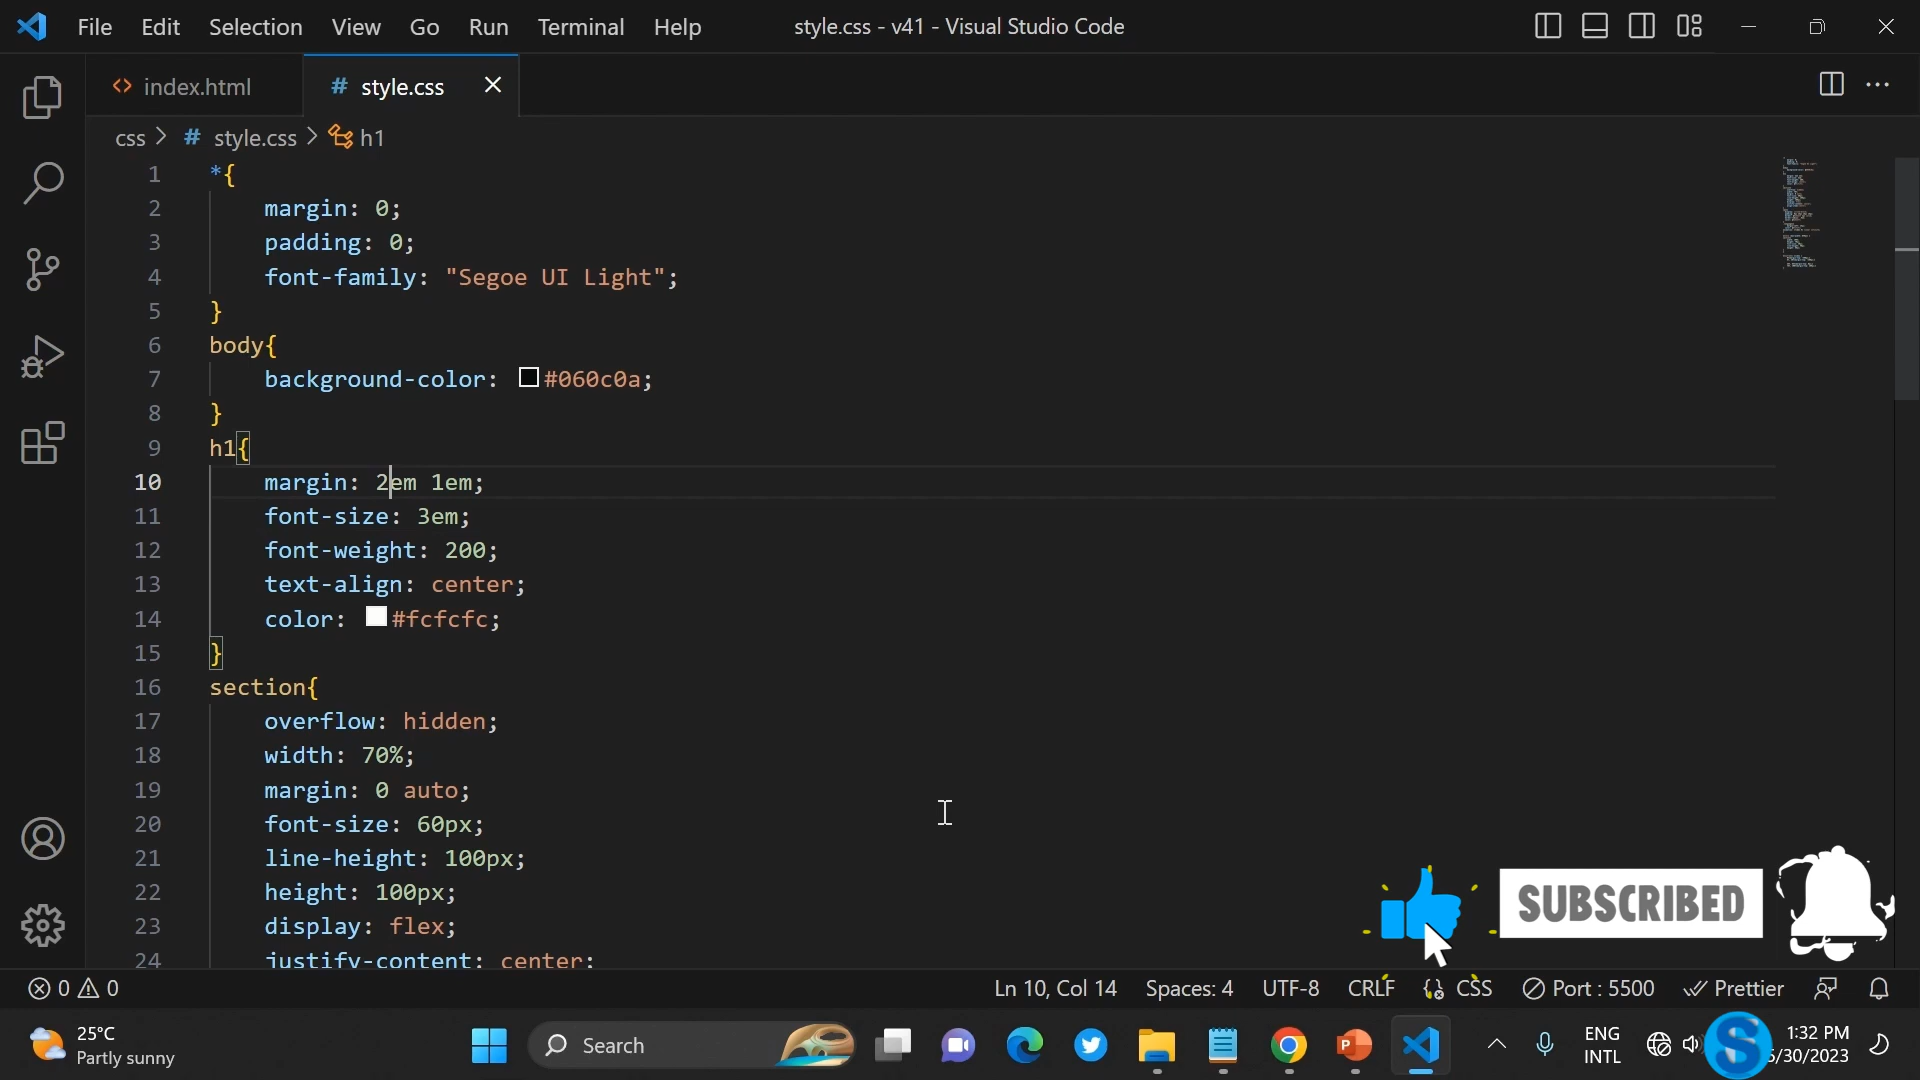 File Edit Selection View Go Run Terminal Help
style.css - v41 - Visual Studio Code
<> index.html
# style.css
css > # style.css > h1
1 *{
2 margin: 0;
3 padding: 0;
4 font-family: "Segoe UI Light";
5 }
6 body{
7 background-color: #060c0a;
8 }
9 h1{
10 margin: 2em 1em;
11 font-size: 3em;
12 font-weight: 200;
13 text-align: center;
14 color: #fcfcfc;
15 }
16 section{
17 overflow: hidden;
18 width: 70%;
19 margin: 0 auto;
20 font-size: 60px;
21 line-height: 100px;
22 height: 100px;
23 display: flex;
24 justify-content: center;
SUBSCRIBED
0 0 Ln 10, Col 14 Spaces: 4 UTF-8 CRLF {} CSS Port : 5500 Prettier
25°C
Partly sunny
Search
ENG
INTL
S
1:32 PM
/30/2023